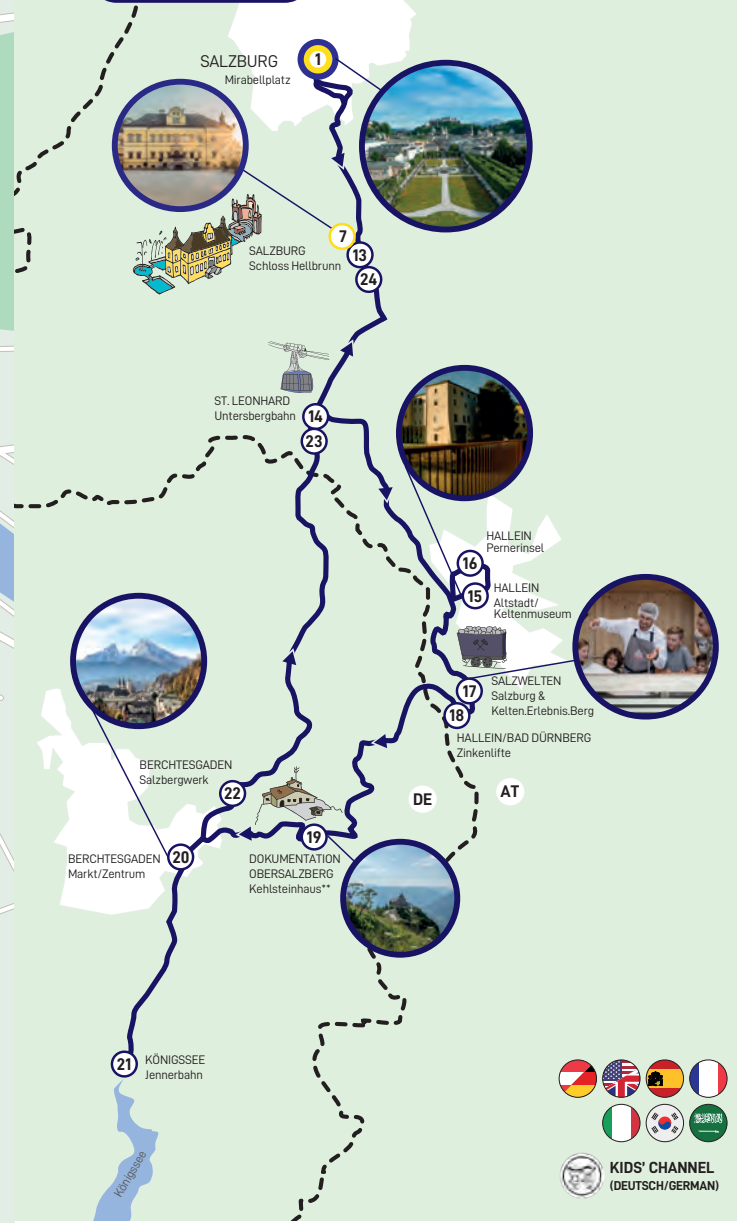 SALZBURG
Mirabellplatz
1
7
13
24
SALZBURG
Schloss Hellbrunn
ST. LEONHARD
Untersbergbahn
14
23
HALLEIN
Pernerinsel
16
15
HALLEIN
Altstadt/
Keltenmuseum
17
SALZWELTEN
Salzburg &
Kelten.Erlebnis.Berg
18
HALLEIN/BAD DÜRNBERG
Zinkenlifte
DE
AT
BERCHTESGADEN
Salzbergwerk
22
19
DOKUMENTATION
OBERSALZBERG
Kehlsteinhaus**
BERCHTESGADEN
Markt/Zentrum
20
21
KÖNIGSSEE
Jennerbahn
Königssee
KIDS' CHANNEL
(DEUTSCH/GERMAN)